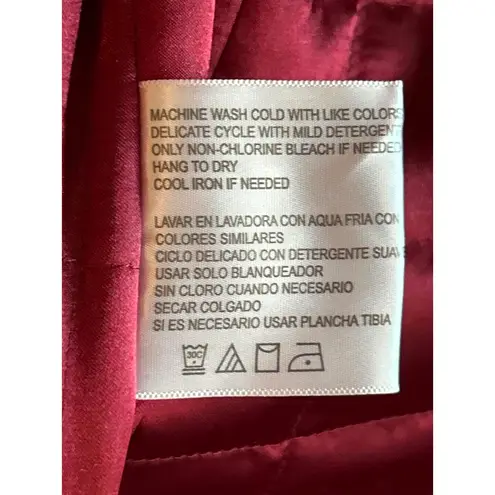 MACHINE WASH COLD WITH LIKE COLORS
DELICATE CYCLE WITH MILD DETERGENT
ONLY NON-CHLORINE BLEACH IF NEEDED
HANG TO DRY
COOL IRON IF NEEDED
LAVAR EN LAVADORA CON AQUA FRIA CON
COLORES SIMILARES
CICLO DELICADO CON DETERGENTE SUAVE
USAR SOLO BLANQUEADOR
SIN CLORO CUANDO NECESARIO
SECAR COLGADO
SI ES NECESARIO USAR PLANCHA TIBIA
30C